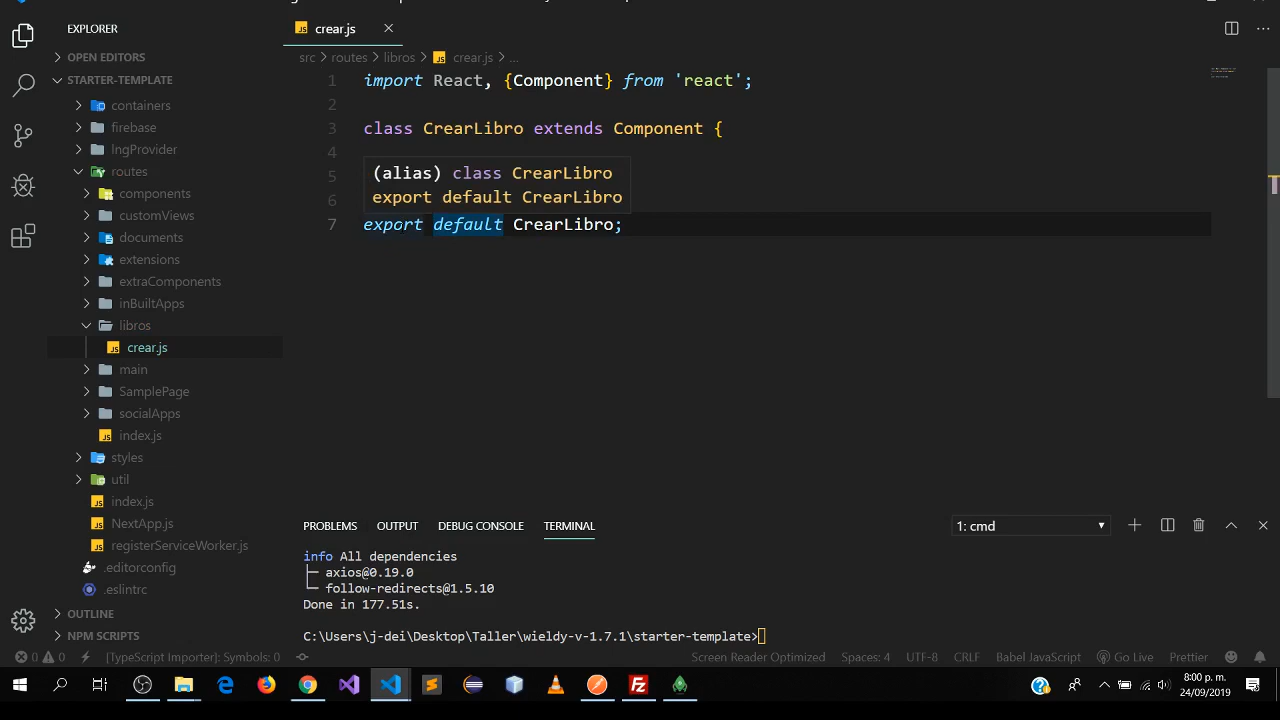 EXPLORER
crear.js
OPEN EDITORS
src > routes > libros > crear.js > ...
STARTER-TEMPLATE
containers
firebase
lngProvider
routes
components
customViews
documents
extensions
extraComponents
inBuiltApps
libros
crear.js
main
SamplePage
socialApps
index.js
styles
util
index.js
NextApp.js
registerServiceWorker.js
.editorconfig
.eslintrc
OUTLINE
NPM SCRIPTS
1 import React, {Component} from 'react';
2
3 class CrearLibro extends Component {
4
5
6
(alias) class CrearLibro
export default CrearLibro
7 export default CrearLibro;
PROBLEMS OUTPUT DEBUG CONSOLE TERMINAL 1: cmd
info All dependencies
├─ axios@0.19.0
└─ follow-redirects@1.5.10
Done in 177.51s.
C:\Users\j-dei\Desktop\Taller\wieldy-v-1.7.1\starter-template>
0 0 [TypeScript Importer]: Symbols: 0 Screen Reader Optimized Spaces: 4 UTF-8 CRLF Babel JavaScript Go Live Prettier
8:00 p. m.
24/09/2019